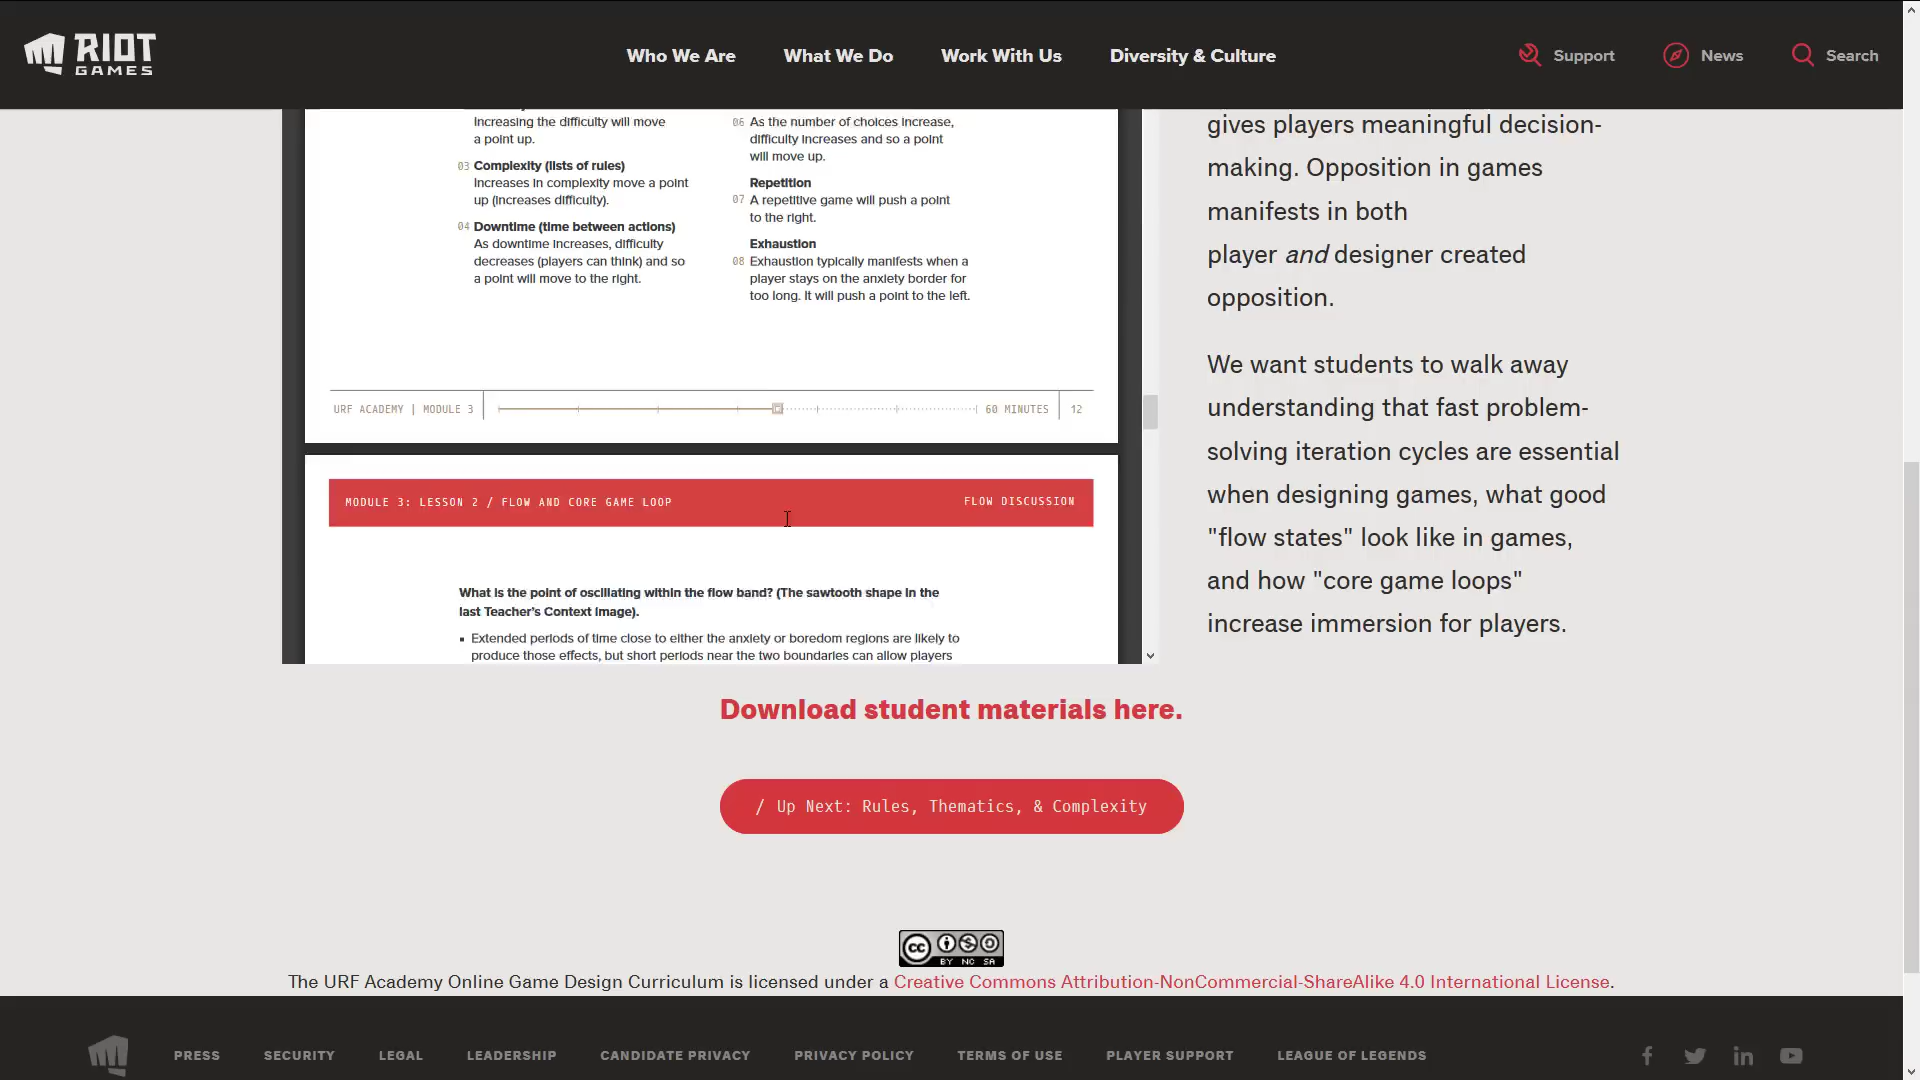 RIOT
GAMES
Who We Are
What We Do
Work With Us
Diversity & Culture
Support
News
Search
Increasing the difficulty will move
a point up.
03 Complexity (lists of rules)
Increases in complexity move a point
up (increases difficulty).
04 Downtime (time between actions)
As downtime increases, difficulty
decreases (players can think) and so
a point will move to the right.
06 As the number of choices increase,
difficulty increases and so a point
will move up.
Repetition
07 A repetitive game will push a point
to the right.
Exhaustion
08 Exhaustion typically manifests when a
player stays on the anxiety border for
too long. It will push a point to the left.
URF ACADEMY | MODULE 3
60 MINUTES
12
MODULE 3: LESSON 2 / FLOW AND CORE GAME LOOP
FLOW DISCUSSION
What is the point of oscillating within the flow band? (The sawtooth shape in the
last Teacher's Context image).
▪ Extended periods of time close to either the anxiety or boredom regions are likely to
produce those effects, but short periods near the two boundaries can allow players
gives players meaningful decision-
making. Opposition in games
manifests in both
player and designer created
opposition.
We want students to walk away
understanding that fast problem-
solving iteration cycles are essential
when designing games, what good
"flow states" look like in games,
and how "core game loops"
increase immersion for players.
Download student materials here.
/ Up Next: Rules, Thematics, & Complexity
cc
BY NC SA
The URF Academy Online Game Design Curriculum is licensed under a Creative Commons Attribution-NonCommercial-ShareAlike 4.0 International License.
PRESS
SECURITY
LEGAL
LEADERSHIP
CANDIDATE PRIVACY
PRIVACY POLICY
TERMS OF USE
PLAYER SUPPORT
LEAGUE OF LEGENDS